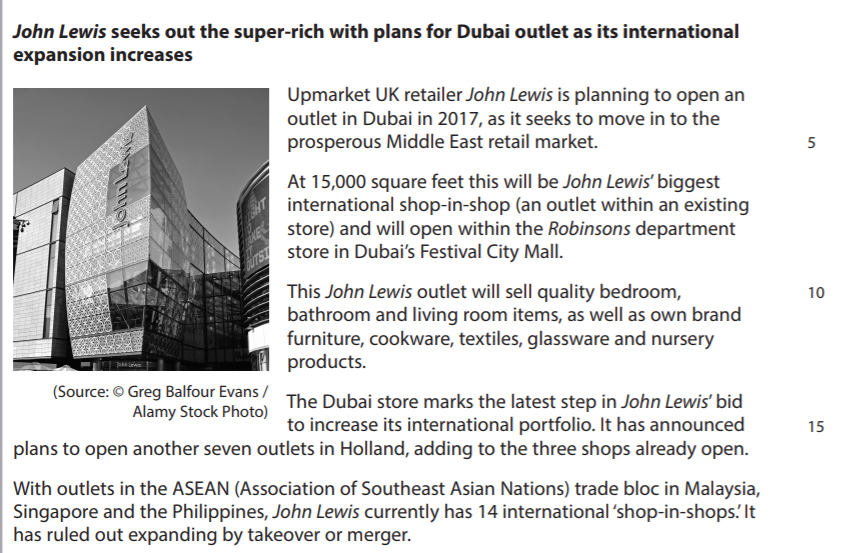 John Lewis seeks out the super-rich with plans for Dubai outlet as its international
expansion increases
Upmarket UK retailer John Lewis is planning to open an
outlet in Dubai in 2017, as it seeks to move in to the
prosperous Middle East retail market.
5
At 15,000 square feet this will be John Lewis’ biggest
international shop-in-shop (an outlet within an existing
store) and will open within the Robinsons department
store in Dubai’s Festival City Mall.
This John Lewis outlet will sell quality bedroom,
10
bathroom and living room items, as well as own brand
furniture, cookware, textiles, glassware and nursery
products.
John Lewis
John Lewis
(Source: © Greg Balfour Evans /
Alamy Stock Photo)
The Dubai store marks the latest step in John Lewis’ bid
to increase its international portfolio. It has announced
15
plans to open another seven outlets in Holland, adding to the three shops already open.
With outlets in the ASEAN (Association of Southeast Asian Nations) trade bloc in Malaysia,
Singapore and the Philippines, John Lewis currently has 14 international ‘shop-in-shops.’ It
has ruled out expanding by takeover or merger.